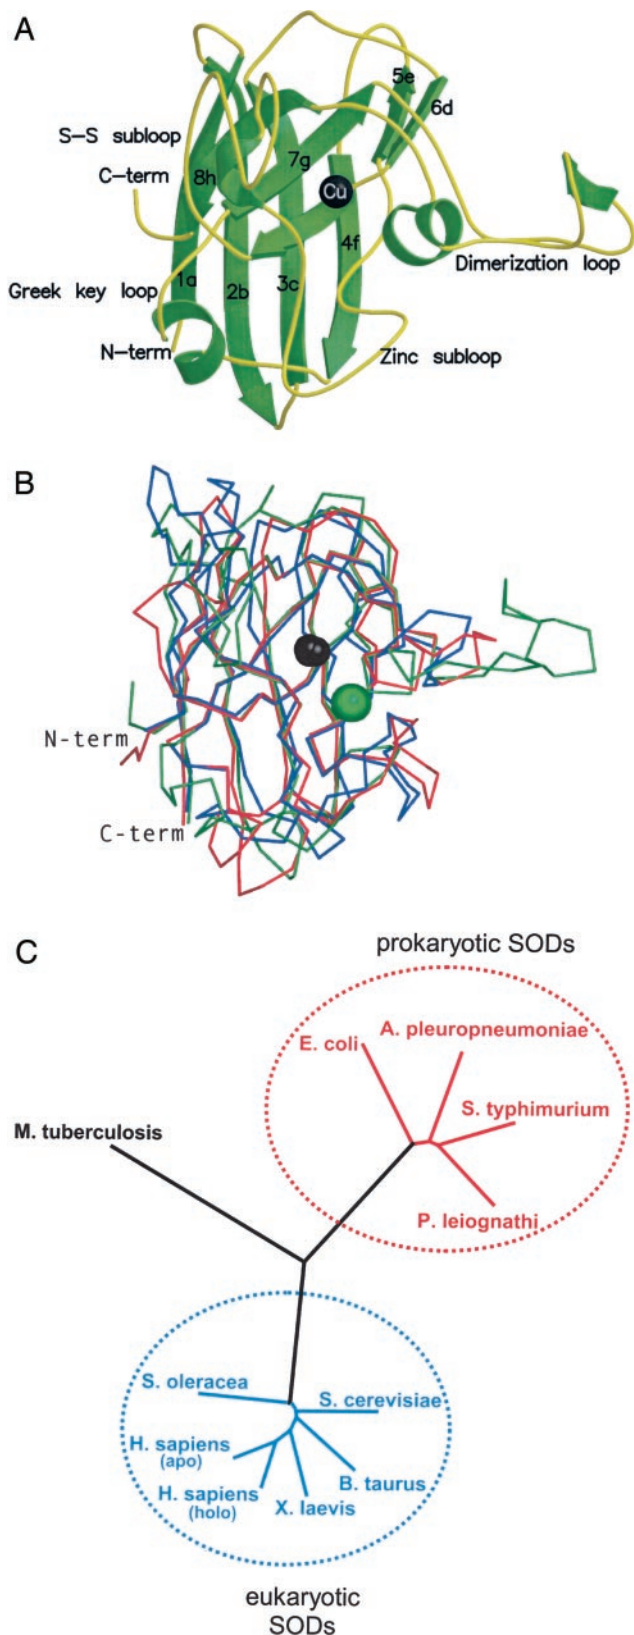 A
5e
6d
S-S subloop
7g
C-term
8h
Cu
4f
Dimerization loop
1a
Greek key loop
2b
3c
N-term
Zinc subloop
B
N-term
C-term
C
prokaryotic SODs
E. coli
A. pleuropneumoniae
S. typhimurium
M. tuberculosis
P. leiognathi
S. oleracea
S. cerevisiae
H. sapiens
(apo)
B. taurus
H. sapiens
(holo)
X. laevis
eukaryotic
SODs